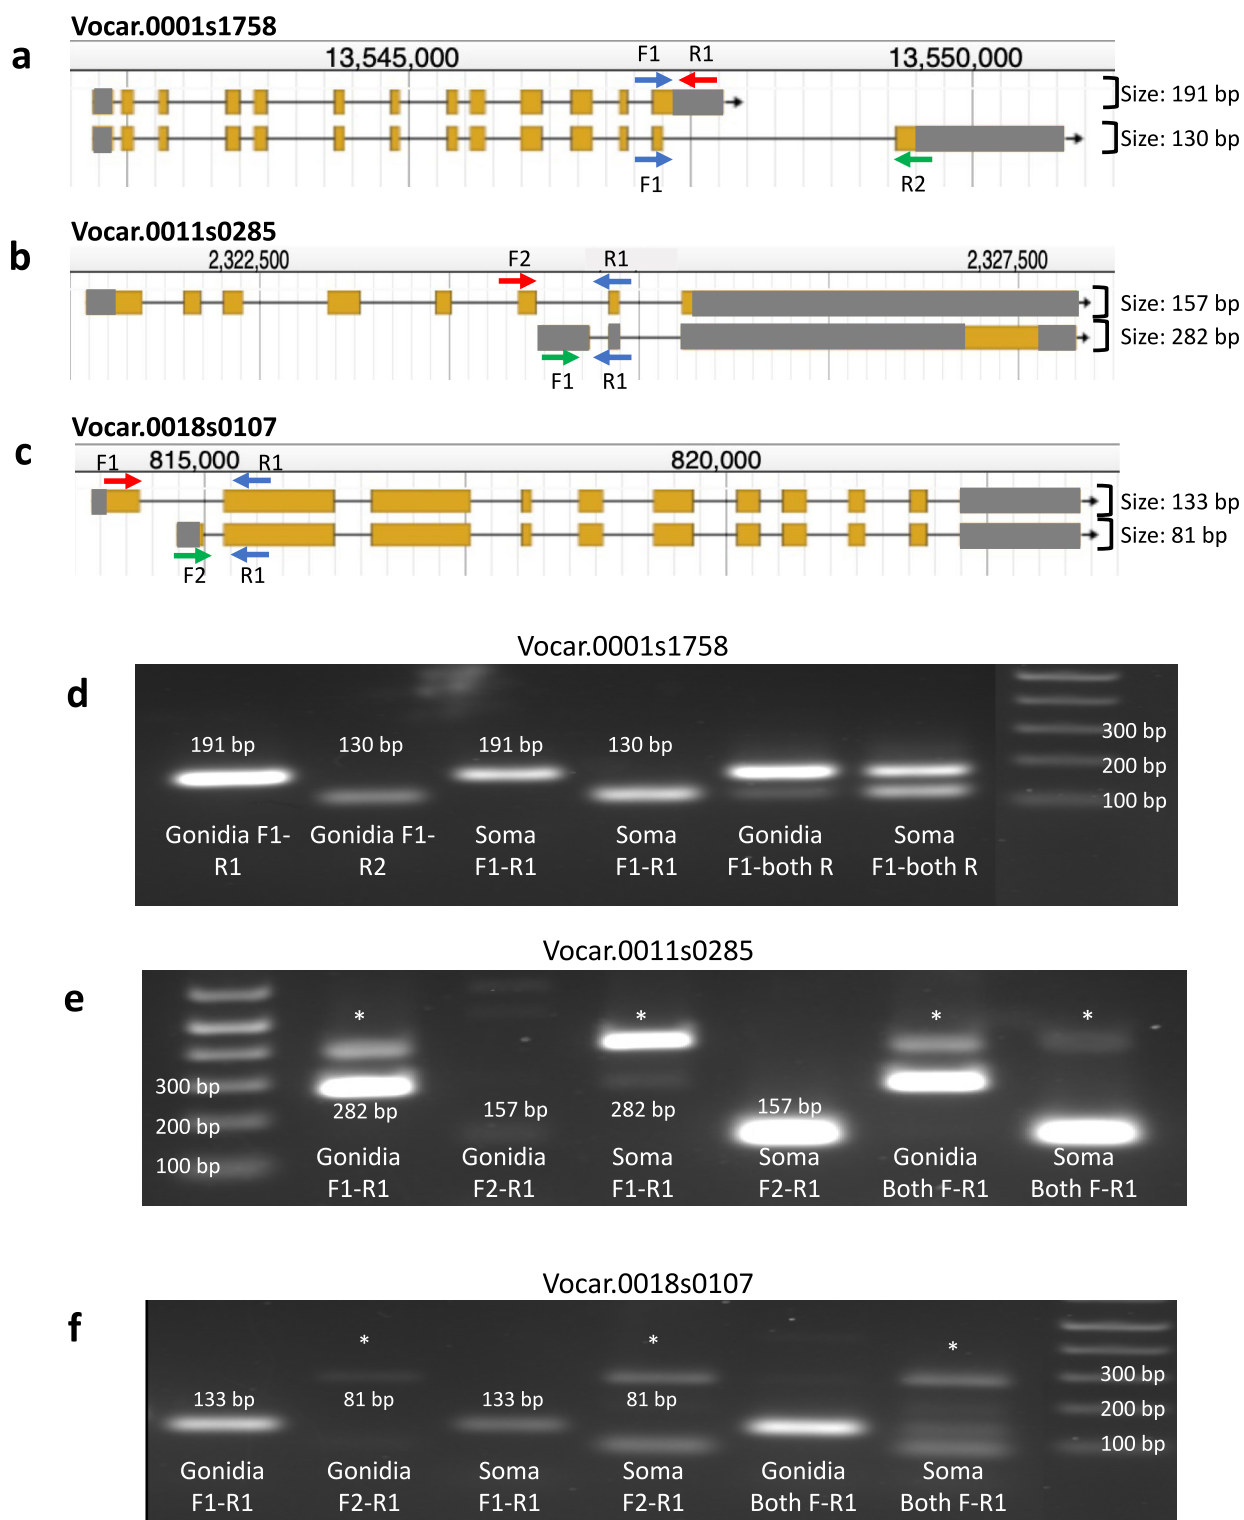 Vocar.0001s1758
a
13,545,000
F1
R1
13,550,000
Size: 191 bp
Size: 130 bp
F1
R2
Vocar.0011s0285
b
2,322,500
F2
R1
2,327,500
Size: 157 bp
Size: 282 bp
F1
R1
Vocar.0018s0107
c
F1
815,000
R1
820,000
Size: 133 bp
Size: 81 bp
F2
R1
Vocar.0001s1758
d
191 bp
130 bp
191 bp
130 bp
300 bp
200 bp
100 bp
Gonidia F1-
R1
Gonidia F1-
R2
Soma
F1-R1
Soma
F1-R1
Gonidia
F1-both R
Soma
F1-both R
Vocar.0011s0285
e
*
*
*
*
300 bp
200 bp
100 bp
282 bp
157 bp
282 bp
157 bp
Gonidia
F1-R1
Gonidia
F2-R1
Soma
F1-R1
Soma
F2-R1
Gonidia
Both F-R1
Soma
Both F-R1
Vocar.0018s0107
f
*
*
*
133 bp
81 bp
133 bp
81 bp
300 bp
200 bp
100 bp
Gonidia
F1-R1
Gonidia
F2-R1
Soma
F1-R1
Soma
F2-R1
Gonidia
Both F-R1
Soma
Both F-R1